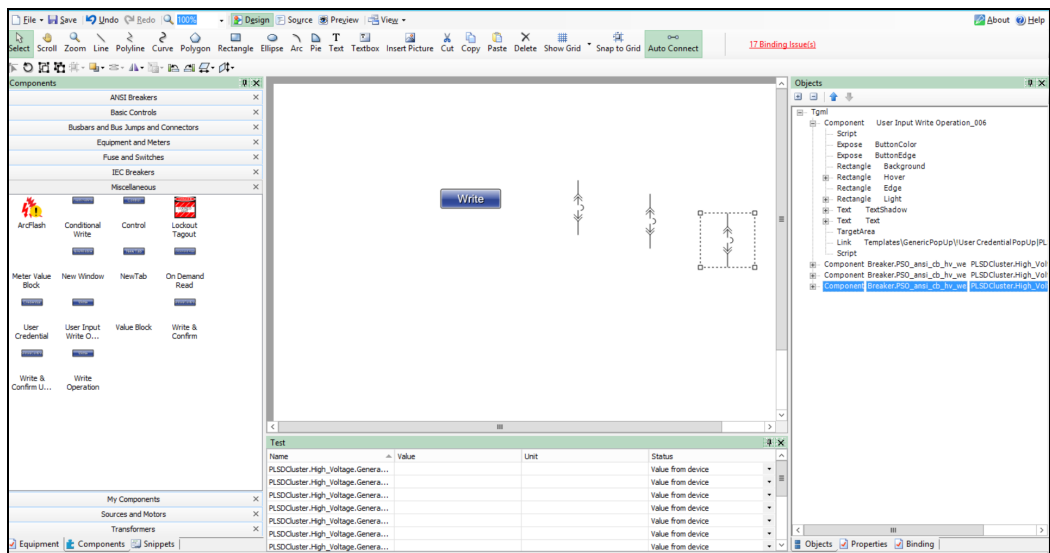 File Save Undo Redo 100% Design Source Preview View About Help
Select Scroll Zoom Line Polyline Curve Polygon Rectangle Ellipse Arc Pie Text Textbox Insert Picture Cut Copy Paste Delete Show Grid Snap to Grid Auto Connect 17 Binding Issue(s)
Components
ANSI Breakers
Basic Controls
Busbars and Bus Jumps and Connectors
Equipment and Meters
Fuse and Switches
IEC Breakers
Miscellaneous
ArcFlash
Conditional Write
Control
Lockout Tagout
Meter Value Block
New Window
NewTab
On Demand Read
User Credential
User Input Write O...
Value Block
Write & Confirm
Write & Confirm U...
Write Operation
My Components
Sources and Motors
Transformers
Equipment Components Snippets
Write
Test
Name Value Unit Status
PLSDCluster.High_Voltage.Genera... Value from device
PLSDCluster.High_Voltage.Genera... Value from device
PLSDCluster.High_Voltage.Genera... Value from device
PLSDCluster.High_Voltage.Genera... Value from device
PLSDCluster.High_Voltage.Genera... Value from device
PLSDCluster.High_Voltage.Genera... Value from device
PLSDCluster.High_Voltage.Genera... Value from device
Objects
Tgml
Component User Input Write Operation_006
Script
Expose ButtonColor
Expose ButtonEdge
Rectangle Background
Rectangle Hover
Rectangle Edge
Rectangle Light
Text TextShadow
Text Text
TargetArea
Link Templates\GenericPopUp\!User CredentialPopUp|PL
Script
Component Breaker.PSO_ansi_cb_hv_we PLSDCluster.High_Vol
Component Breaker.PSO_ansi_cb_hv_we PLSDCluster.High_Vol
Component Breaker.PSO_ansi_cb_hv_we PLSDCluster.High_Vol
Objects Properties Binding